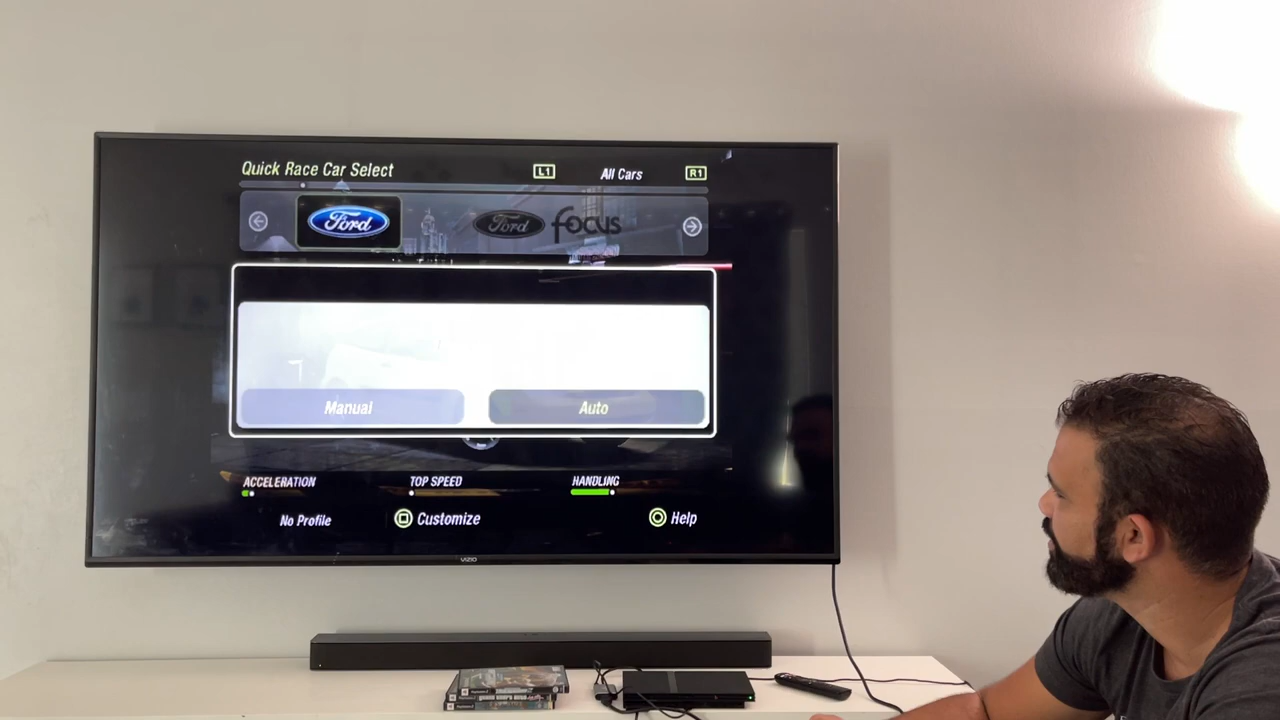 Quick Race Car Select
L1
All Cars
R1
Ford
Ford focus
Manual
Auto
ACCELERATION
TOP SPEED
HANDLING
No Profile
Customize
Help
VIZIO